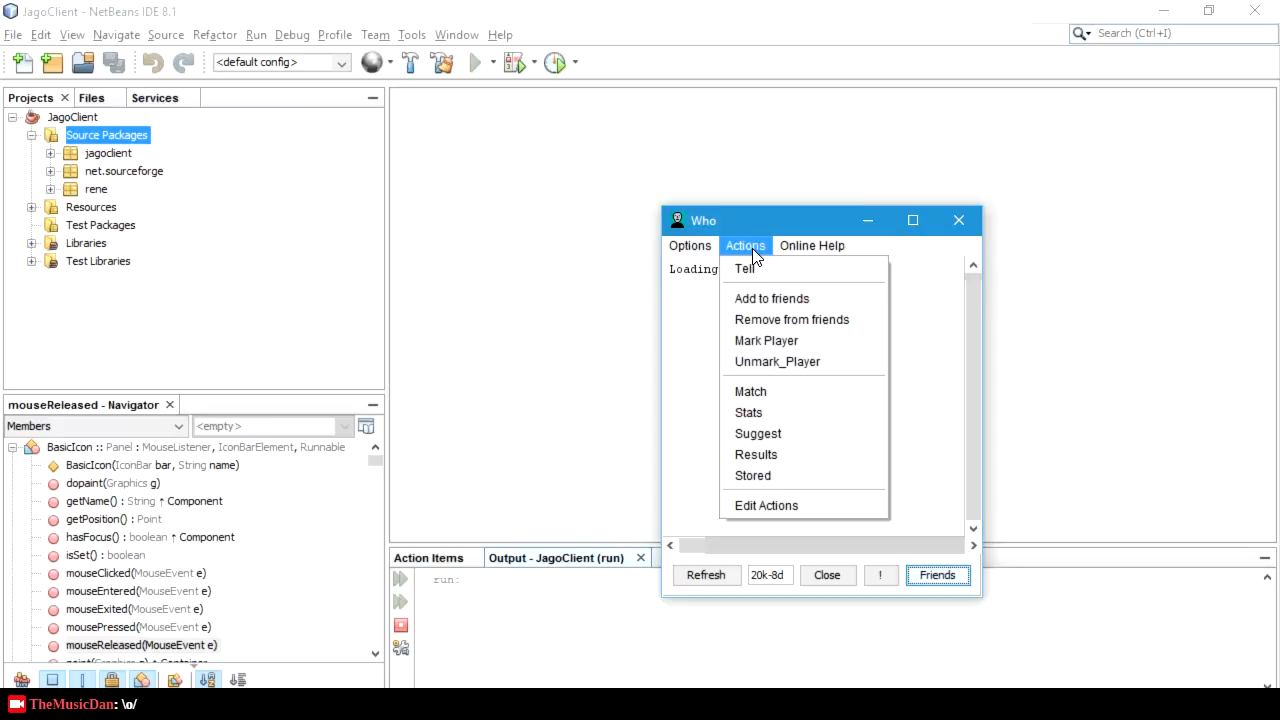 JagoClient - NetBeans IDE 8.1
File Edit View Navigate Source Refactor Run Debug Profile Team Tools Window Help
Search (Ctrl+I)
<default config>
Projects Files Services
JagoClient
Source Packages
jagoclient
net.sourceforge
rene
Resources
Test Packages
Libraries
Test Libraries
mouseReleased - Navigator
Members <empty>
BasicIcon :: Panel : MouseListener, IconBarElement, Runnable
BasicIcon(IconBar bar, String name)
dopaint(Graphics g)
getName() : String ↑ Component
getPosition() : Point
hasFocus() : boolean ↑ Component
isSet() : boolean
mouseClicked(MouseEvent e)
mouseEntered(MouseEvent e)
mouseExited(MouseEvent e)
mousePressed(MouseEvent e)
mouseReleased(MouseEvent e)
Who
Options Actions Online Help
Loading
Tell
Add to friends
Remove from friends
Mark Player
Unmark_Player
Match
Stats
Suggest
Results
Stored
Edit Actions
Refresh 20k-8d Close ! Friends
Action Items Output - JagoClient (run)
run:
TheMusicDan: \o/